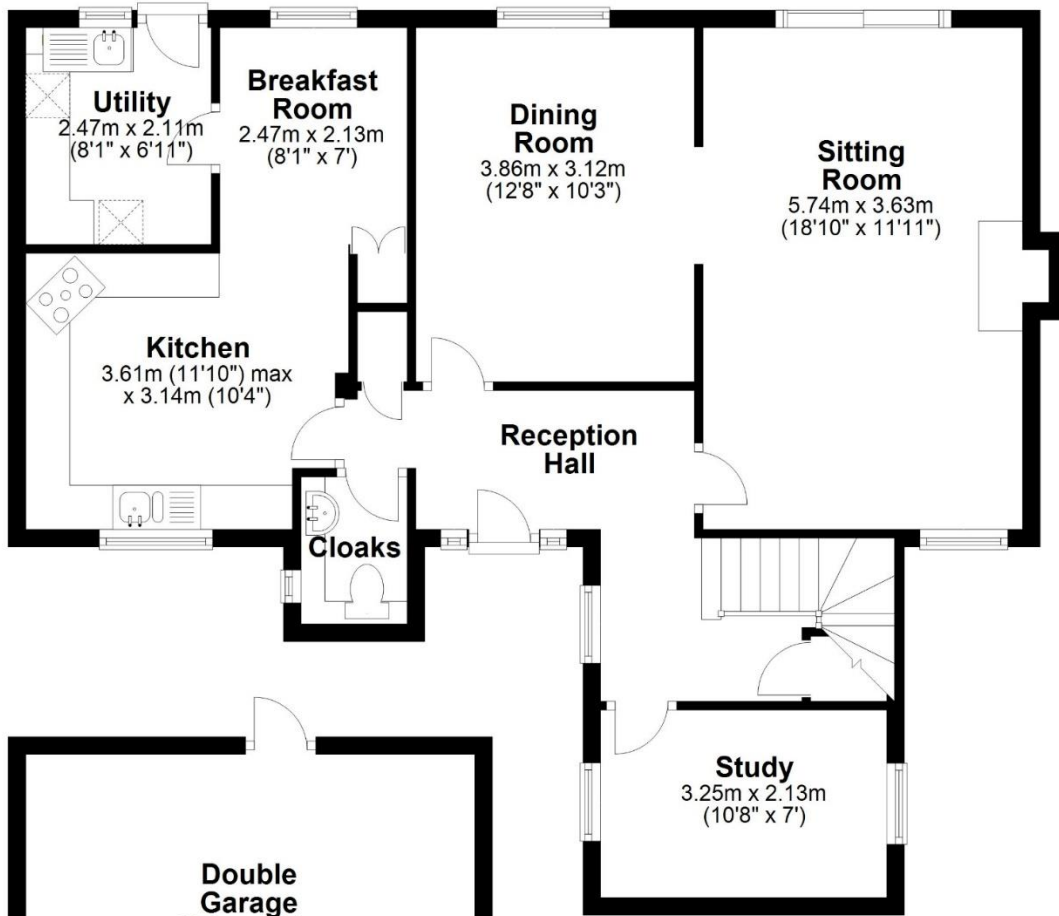 Utility
2.47m x 2.11m
(8'1" x 6'11")
Breakfast
Room
2.47m x 2.13m
(8'1" x 7')
Dining
Room
3.86m x 3.12m
(12'8" x 10'3")
Sitting
Room
5.74m x 3.63m
(18'10" x 11'11")
Kitchen
3.61m (11'10") max
x 3.14m (10'4")
Reception
Hall
Cloaks
Study
3.25m x 2.13m
(10'8" x 7')
Double
Garage